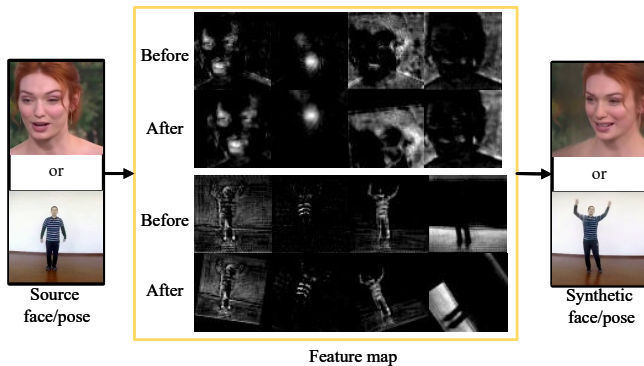 Before
After
or
or
Before
After
Source
face/pose
Synthetic
face/pose
Feature map